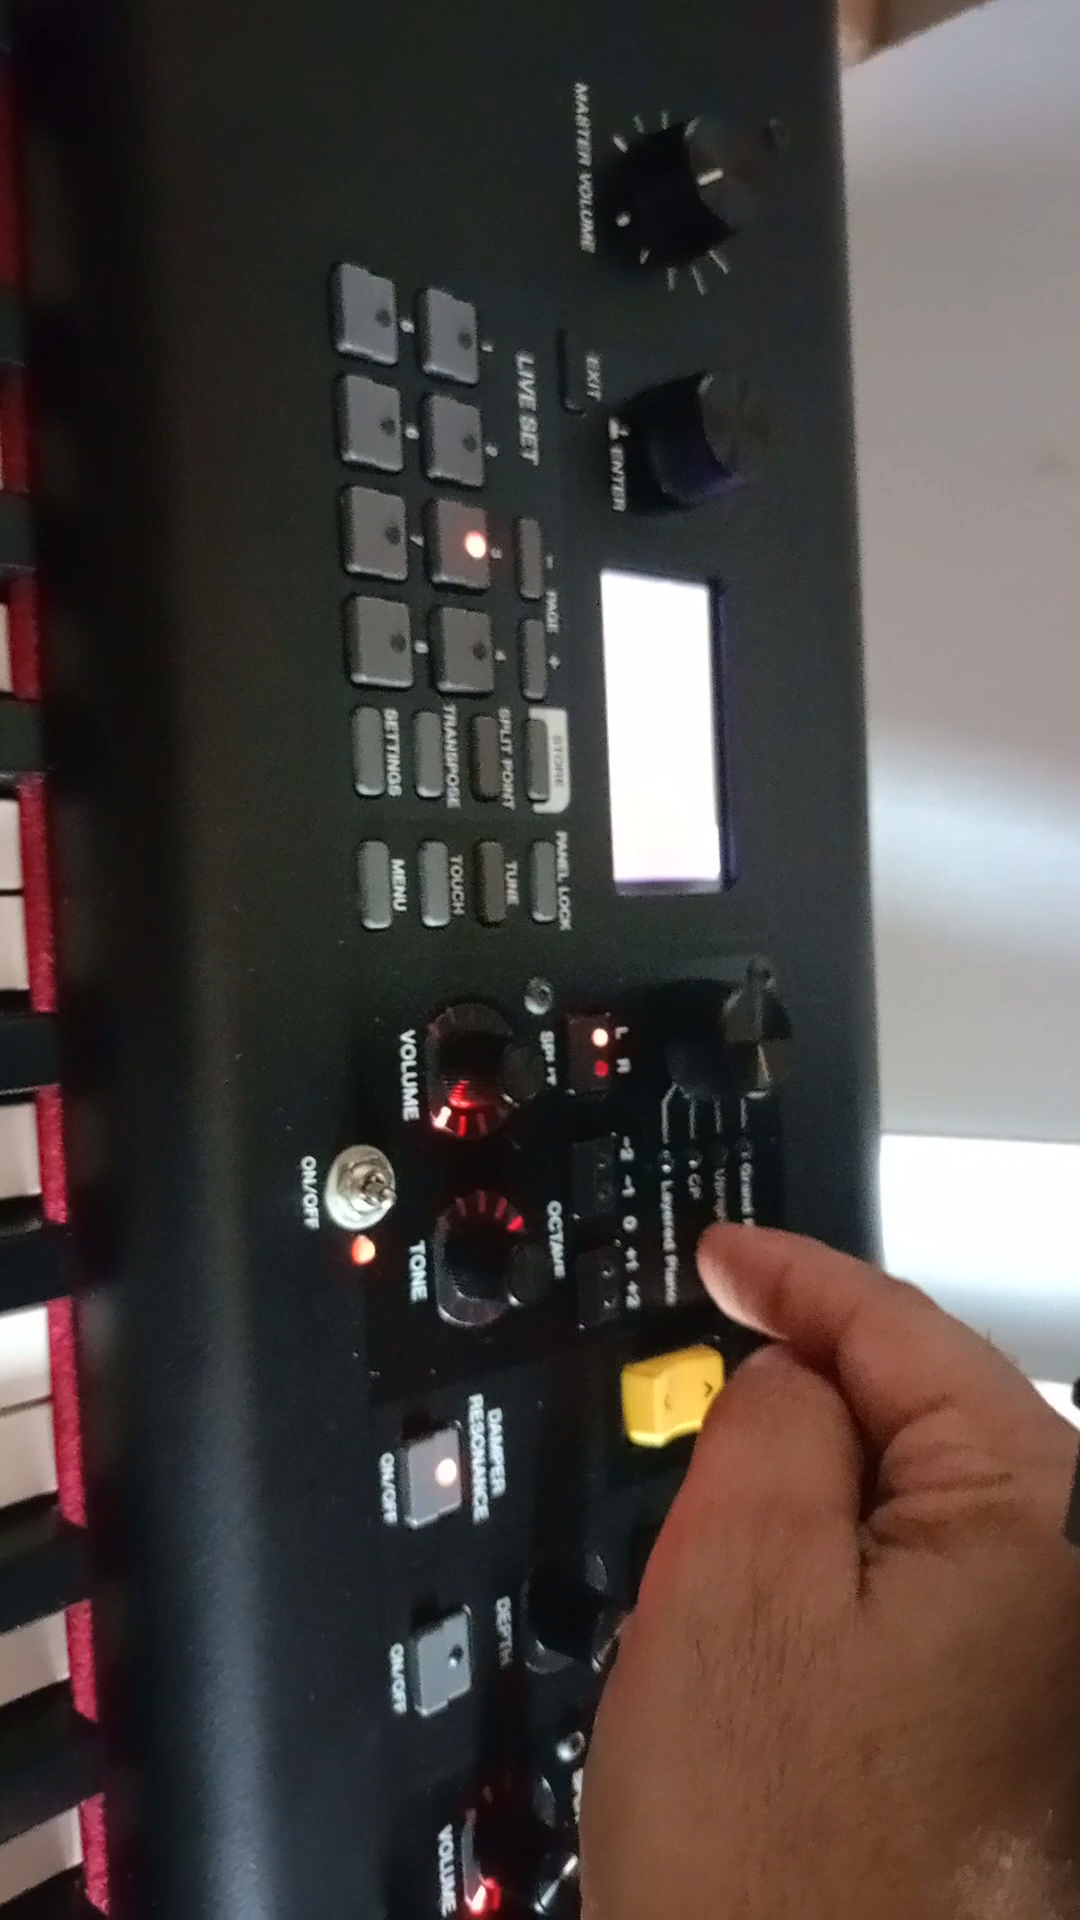 MASTER VOLUME
EXIT
ENTER
LIVE SET
1 2 3 4
5 6 7 8
- PAGE +
STORE
PANEL LOCK
SPLIT POINT
TUNE
TRANSPOSE
TOUCH
SETTINGS
MENU
Grand
CP
Layered Piano
L R
SPLIT
-2 -1 0 +1 +2
OCTAVE
VOLUME
TONE
ON/OFF
DAMPER
RESONANCE
ON/OFF
DEPTH
ON/OFF
VOLUME